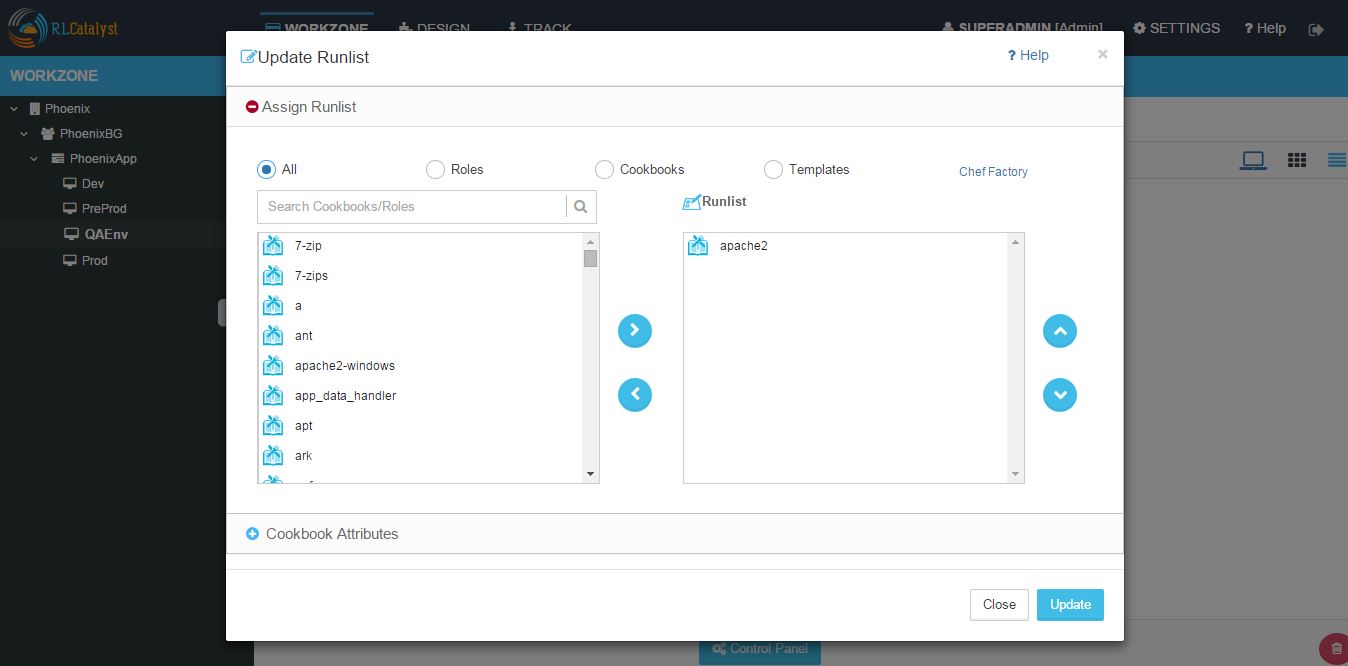 RLCatalyst
WORKZONE
DESIGN
TRACK
SUPERADMIN [Admin]
SETTINGS
? Help
WORKZONE
Phoenix
PhoenixBG
PhoenixApp
Dev
PreProd
QAEnv
Prod
Update Runlist
? Help
×
Assign Runlist
All
Roles
Cookbooks
Templates
Chef Factory
Search Cookbooks/Roles
Runlist
7-zip
7-zips
a
ant
apache2-windows
app_data_handler
apt
ark
apache2
Cookbook Attributes
Close
Update
Control Panel